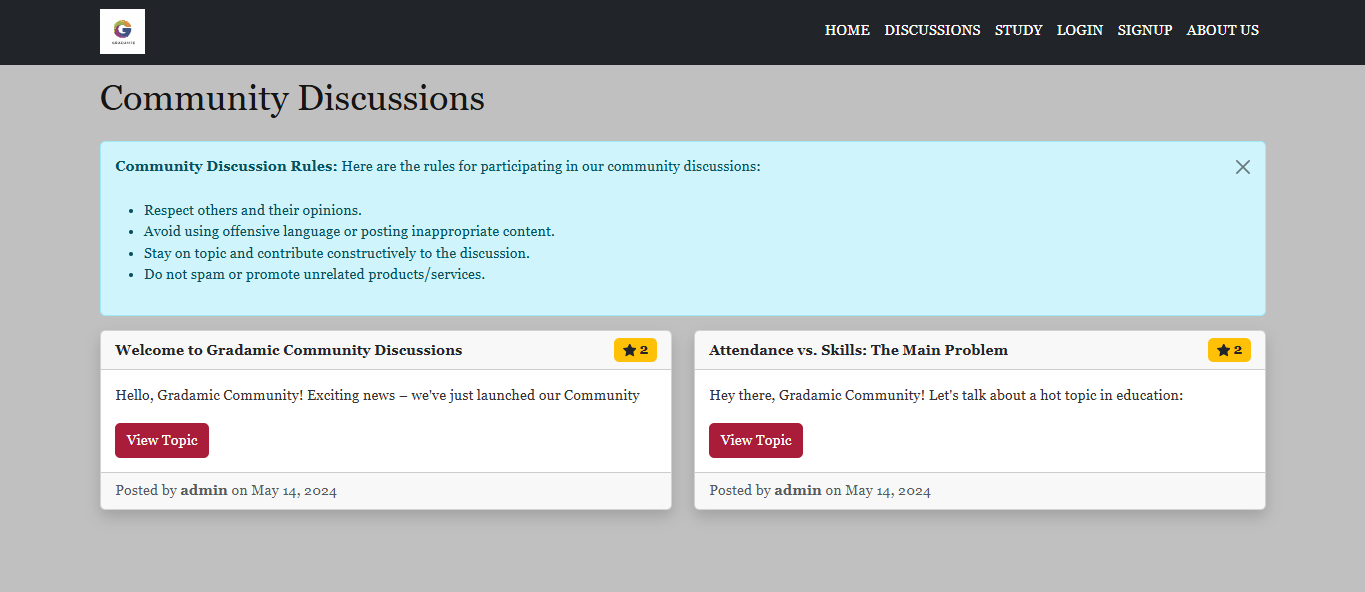 HOME DISCUSSIONS STUDY LOGIN SIGNUP ABOUT US
Community Discussions
Community Discussion Rules: Here are the rules for participating in our community discussions:
• Respect others and their opinions.
• Avoid using offensive language or posting inappropriate content.
• Stay on topic and contribute constructively to the discussion.
• Do not spam or promote unrelated products/services.
Welcome to Gradamic Community Discussions
★ 2
Hello, Gradamic Community! Exciting news – we've just launched our Community
View Topic
Posted by admin on May 14, 2024
Attendance vs. Skills: The Main Problem
★ 2
Hey there, Gradamic Community! Let's talk about a hot topic in education:
View Topic
Posted by admin on May 14, 2024